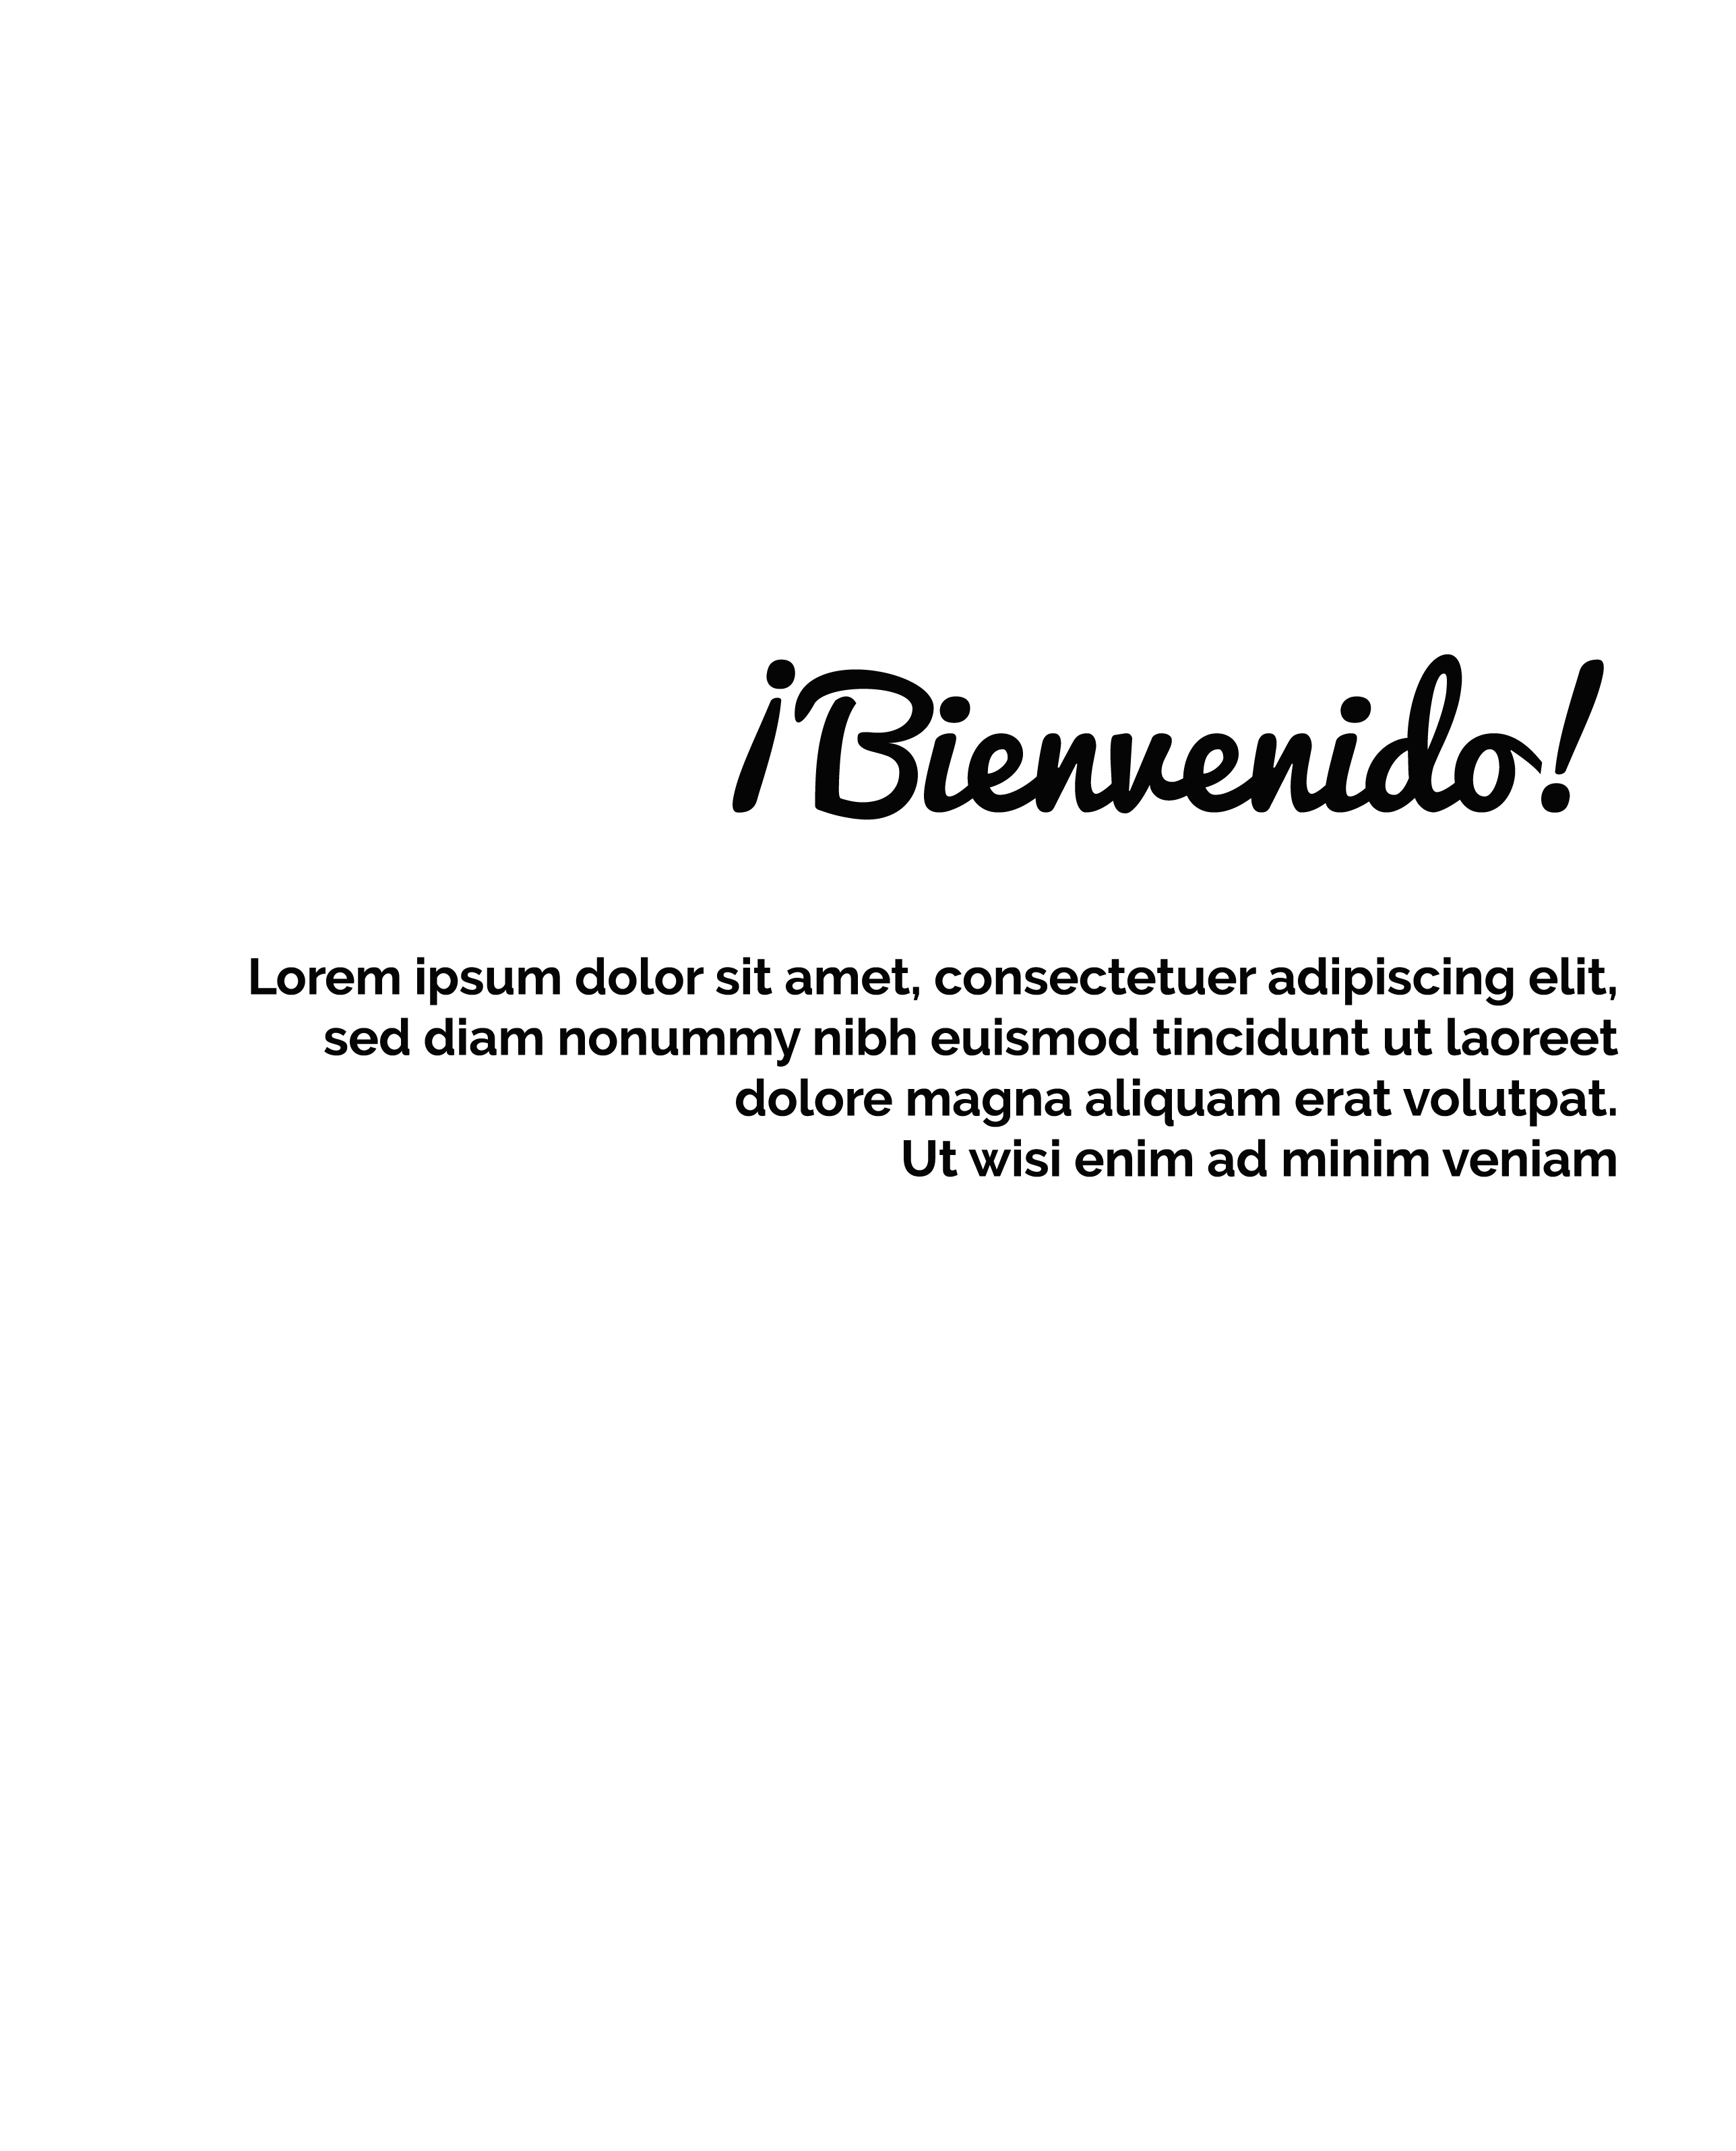 ¡Bienvenido!
Lorem ipsum dolor sit amet, consectetuer adipiscing elit,
sed diam nonummy nibh euismod tincidunt ut laoreet
dolore magna aliquam erat volutpat.
Ut wisi enim ad minim veniam